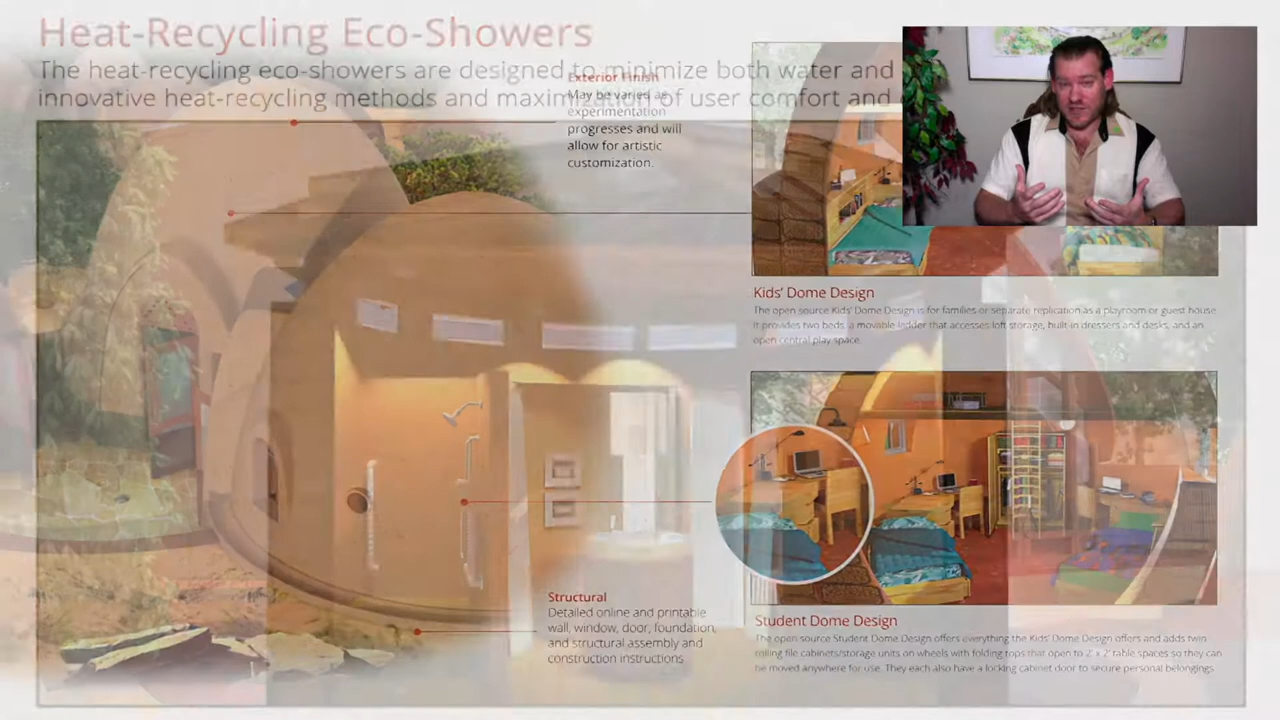 Heat-Recycling Eco-Showers
The heat-recycling eco-showers are designed to minimize both water and
innovative heat-recycling methods and maximization of user comfort and
Exterior Finish
May be varied as
experimentation
progresses and will
allow for artistic
customization.
Kids' Dome Design
The open source Kids' Dome Design is for families or separate replication as a playroom or guest house
It provides two beds, a movable ladder that accesses loft storage, built-in dressers and desks, and an
open central play space.
Structural
Detailed online and printable
wall, window, door, foundation,
and structural assembly and
construction instructions
Student Dome Design
The open source Student Dome Design offers everything the Kids' Dome Design offers and adds twin
rolling file cabinets/storage units on wheels with folding tops that open to 2' x 2' table spaces so they can
be moved anywhere for use. They each also have a locking cabinet door to secure personal belongings